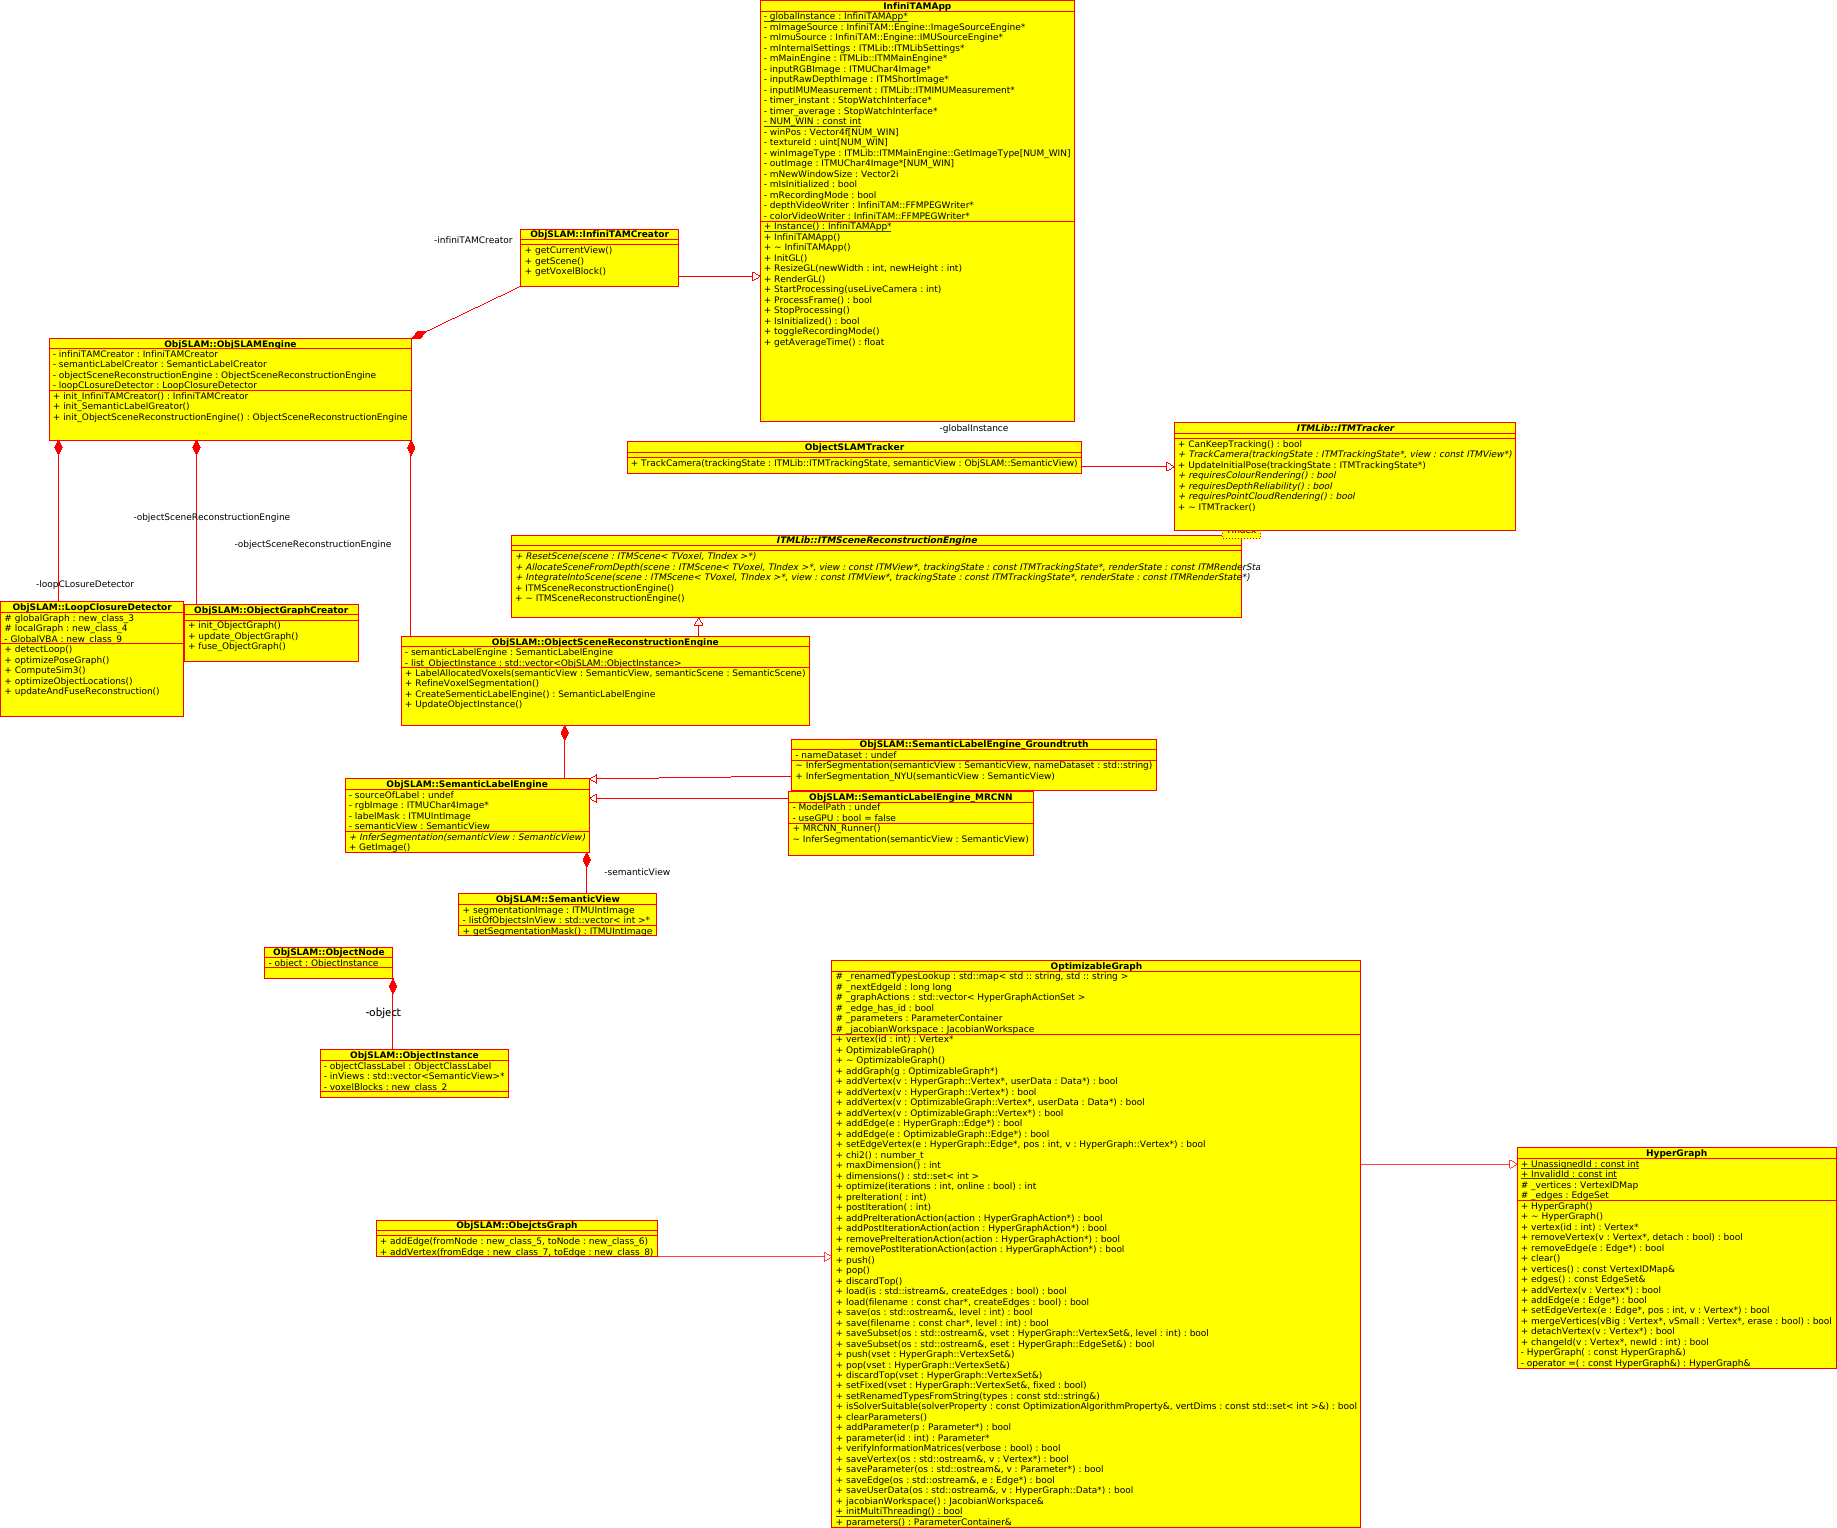 InfiniTAMApp
- globalInstance : InfiniTAMApp*
- mImageSource : InfiniTAM::Engine::ImageSourceEngine*
- mImuSource : InfiniTAM::Engine::IMUSourceEngine*
- mInternalSettings : ITMLib::ITMLibSettings*
- mMainEngine : ITMLib::ITMMainEngine*
- inputRGBImage : ITMUChar4Image*
- inputRawDepthImage : ITMShortImage*
- inputIMUMeasurement : ITMLib::ITMIMUMeasurement*
- timer_instant : StopWatchInterface*
- timer_average : StopWatchInterface*
- NUM_WIN : const int
- winPos : Vector4f[NUM_WIN]
- textureId : uint[NUM_WIN]
- winImageType : ITMLib::ITMMainEngine::GetImageType[NUM_WIN]
- outImage : ITMUChar4Image*[NUM_WIN]
- mNewWindowSize : Vector2i
- mIsInitialized : bool
- mRecordingMode : bool
- depthVideoWriter : InfiniTAM::FFMPEGWriter*
- colorVideoWriter : InfiniTAM::FFMPEGWriter*
+ Instance() : InfiniTAMApp*
+ InfiniTAMApp()
+ ~ InfiniTAMApp()
+ InitGL()
+ ResizeGL(newWidth : int, newHeight : int)
+ RenderGL()
+ StartProcessing(useLiveCamera : int)
+ ProcessFrame() : bool
+ StopProcessing()
+ IsInitialized() : bool
+ toggleRecordingMode()
+ getAverageTime() : float
-globalInstance
-infiniTAMCreator
ObjSLAM::InfiniTAMCreator
+ getCurrentView()
+ getScene()
+ getVoxelBlock()
ObjSLAM::ObjSLAMEngine
- infiniTAMCreator : InfiniTAMCreator
- semanticLabelCreator : SemanticLabelCreator
- objectSceneReconstructionEngine : ObjectSceneReconstructionEngine
- loopCLosureDetector : LoopClosureDetector
+ init_InfiniTAMCreator() : InfiniTAMCreator
+ init_SemanticLabelGreator()
+ init_ObjectSceneReconstructionEngine() : ObjectSceneReconstructionEngine
ObjectSLAMTracker
+ TrackCamera(trackingState : ITMLib::ITMTrackingState, semanticView : ObjSLAM::SemanticView)
ITMLib::ITMTracker
+ CanKeepTracking() : bool
+ TrackCamera(trackingState : ITMTrackingState*, view : const ITMView*)
+ UpdateInitialPose(trackingState : ITMTrackingState*)
+ requiresColourRendering() : bool
+ requiresDepthReliability() : bool
+ requiresPointCloudRendering() : bool
+ ~ ITMTracker()
-objectSceneReconstructionEngine
-objectSceneReconstructionEngine
-loopCLosureDetector
ITMLib::ITMSceneReconstructionEngine
+ ResetScene(scene : ITMScene< TVoxel, TIndex >*)
+ AllocateSceneFromDepth(scene : ITMScene< TVoxel, TIndex >*, view : const ITMView*, trackingState : const ITMTrackingState*, renderState : const ITMRenderSta
+ IntegrateIntoScene(scene : ITMScene< TVoxel, TIndex >*, view : const ITMView*, trackingState : const ITMTrackingState*, renderState : const ITMRenderState*)
+ ITMSceneReconstructionEngine()
+ ~ ITMSceneReconstructionEngine()
ObjSLAM::LoopClosureDetector
# globalGraph : new_class_3
# localGraph : new_class_4
- GlobalVBA : new_class_9
+ detectLoop()
+ optimizePoseGraph()
+ ComputeSim3()
+ optimizeObjectLocations()
+ updateAndFuseReconstruction()
ObjSLAM::ObjectGraphCreator
+ init_ObjectGraph()
+ update_ObjectGraph()
+ fuse_ObjectGraph()
ObjSLAM::ObjectSceneReconstructionEngine
- semanticLabelEngine : SemanticLabelEngine
- list_ObjectInstance : std::vector<ObjSLAM::ObjectInstance>
+ LabelAllocatedVoxels(semanticView : SemanticView, semanticScene : SemanticScene)
+ RefineVoxelSegmentation()
+ CreateSementicLabelEngine() : SemanticLabelEngine
+ UpdateObjectInstance()
ObjSLAM::SemanticLabelEngine_Groundtruth
- nameDataset : undef
~ InferSegmentation(semanticView : SemanticView, nameDataset : std::string)
+ InferSegmentation_NYU(semanticView : SemanticView)
ObjSLAM::SemanticLabelEngine
- sourceOfLabel : undef
- rgbImage : ITMUChar4Image*
- labelMask : ITMUIntImage
- semanticView : SemanticView
+ InferSegmentation(semanticView : SemanticView)
+ GetImage()
ObjSLAM::SemanticLabelEngine_MRCNN
- ModelPath : undef
- useGPU : bool = false
+ MRCNN_Runner()
~ InferSegmentation(semanticView : SemanticView)
-semanticView
ObjSLAM::SemanticView
+ segmentationImage : ITMUIntImage
- listOfObjectsInView : std::vector< int >*
+ getSegmentationMask() : ITMUIntImage
ObjSLAM::ObjectNode
- object : ObjectInstance
-object
ObjSLAM::ObjectInstance
- objectClassLabel : ObjectClassLabel
- inViews : std::vector<SemanticView>*
- voxelBlocks : new_class_2
OptimizableGraph
# _renamedTypesLookup : std::map< std :: string, std :: string >
# _nextEdgeId : long long
# _graphActions : std::vector< HyperGraphActionSet >
# _edge_has_id : bool
# _parameters : ParameterContainer
# _jacobianWorkspace : JacobianWorkspace
+ vertex(id : int) : Vertex*
+ OptimizableGraph()
+ ~ OptimizableGraph()
+ addGraph(g : OptimizableGraph*)
+ addVertex(v : HyperGraph::Vertex*, userData : Data*) : bool
+ addVertex(v : HyperGraph::Vertex*) : bool
+ addVertex(v : OptimizableGraph::Vertex*, userData : Data*) : bool
+ addVertex(v : OptimizableGraph::Vertex*) : bool
+ addEdge(e : HyperGraph::Edge*) : bool
+ addEdge(e : OptimizableGraph::Edge*) : bool
+ setEdgeVertex(e : HyperGraph::Edge*, pos : int, v : HyperGraph::Vertex*) : bool
+ chi2() : number_t
+ maxDimension() : int
+ dimensions() : std::set< int >
+ optimize(iterations : int, online : bool) : int
+ preIteration( : int)
+ postIteration( : int)
+ addPreIterationAction(action : HyperGraphAction*) : bool
+ addPostIterationAction(action : HyperGraphAction*) : bool
+ removePreIterationAction(action : HyperGraphAction*) : bool
+ removePostIterationAction(action : HyperGraphAction*) : bool
+ push()
+ pop()
+ discardTop()
+ load(is : std::istream&, createEdges : bool) : bool
+ load(filename : const char*, createEdges : bool) : bool
+ save(os : std::ostream&, level : int) : bool
+ save(filename : const char*, level : int) : bool
+ saveSubset(os : std::ostream&, vset : HyperGraph::VertexSet&, level : int) : bool
+ saveSubset(os : std::ostream&, eset : HyperGraph::EdgeSet&) : bool
+ push(vset : HyperGraph::VertexSet&)
+ pop(vset : HyperGraph::VertexSet&)
+ discardTop(vset : HyperGraph::VertexSet&)
+ setFixed(vset : HyperGraph::VertexSet&, fixed : bool)
+ setRenamedTypesFromString(types : const std::string&)
+ isSolverSuitable(solverProperty : const OptimizationAlgorithmProperty&, vertDims : const std::set< int >&) : bool
+ clearParameters()
+ addParameter(p : Parameter*) : bool
+ parameter(id : int) : Parameter*
+ verifyInformationMatrices(verbose : bool) : bool
+ saveVertex(os : std::ostream&, v : Vertex*) : bool
+ saveParameter(os : std::ostream&, v : Parameter*) : bool
+ saveEdge(os : std::ostream&, e : Edge*) : bool
+ saveUserData(os : std::ostream&, v : HyperGraph::Data*) : bool
+ jacobianWorkspace() : JacobianWorkspace&
+ initMultiThreading() : bool
+ parameters() : ParameterContainer&
ObjSLAM::ObejctsGraph
+ addEdge(fromNode : new_class_5, toNode : new_class_6)
+ addVertex(fromEdge : new_class_7, toEdge : new_class_8)
HyperGraph
+ UnassignedId : const int
+ InvalidId : const int
# _vertices : VertexIDMap
# _edges : EdgeSet
+ HyperGraph()
+ ~ HyperGraph()
+ vertex(id : int) : Vertex*
+ removeVertex(v : Vertex*, detach : bool) : bool
+ removeEdge(e : Edge*) : bool
+ clear()
+ vertices() : const VertexIDMap&
+ edges() : const EdgeSet&
+ addVertex(v : Vertex*) : bool
+ addEdge(e : Edge*) : bool
+ setEdgeVertex(e : Edge*, pos : int, v : Vertex*) : bool
+ mergeVertices(vBig : Vertex*, vSmall : Vertex*, erase : bool) : bool
+ detachVertex(v : Vertex*) : bool
+ changeId(v : Vertex*, newId : int) : bool
- HyperGraph( : const HyperGraph&)
- operator =( : const HyperGraph&) : HyperGraph&